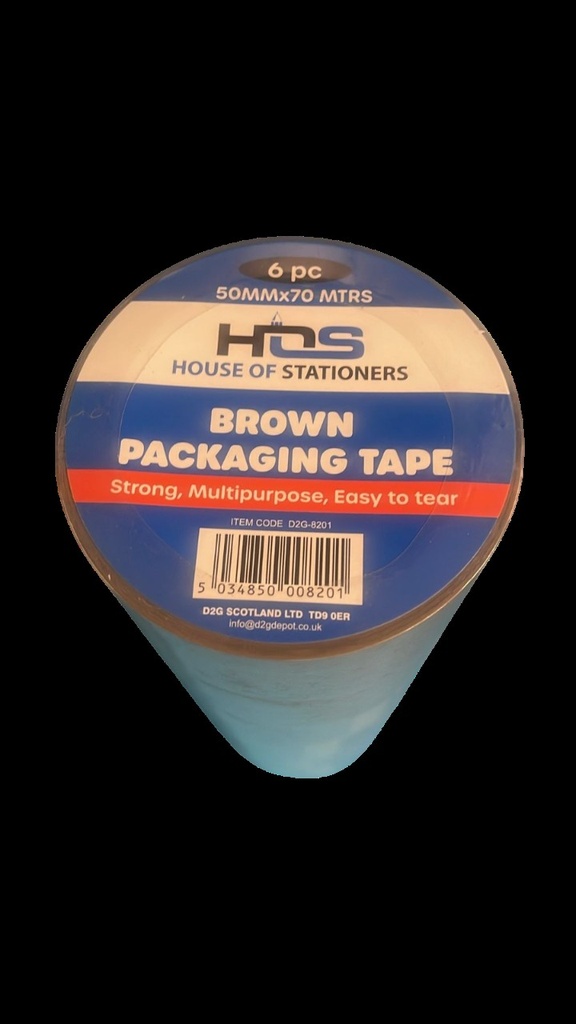 6 pc
50MMx70 MTRS
HOS
HOUSE OF STATIONERS
BROWN
PACKAGING TAPE
Strong, Multipurpose, Easy to tear
ITEM CODE D2G-8201
5 034850 008201
D2G SCOTLAND LTD TD9 0ER
info@d2gdepot.co.uk